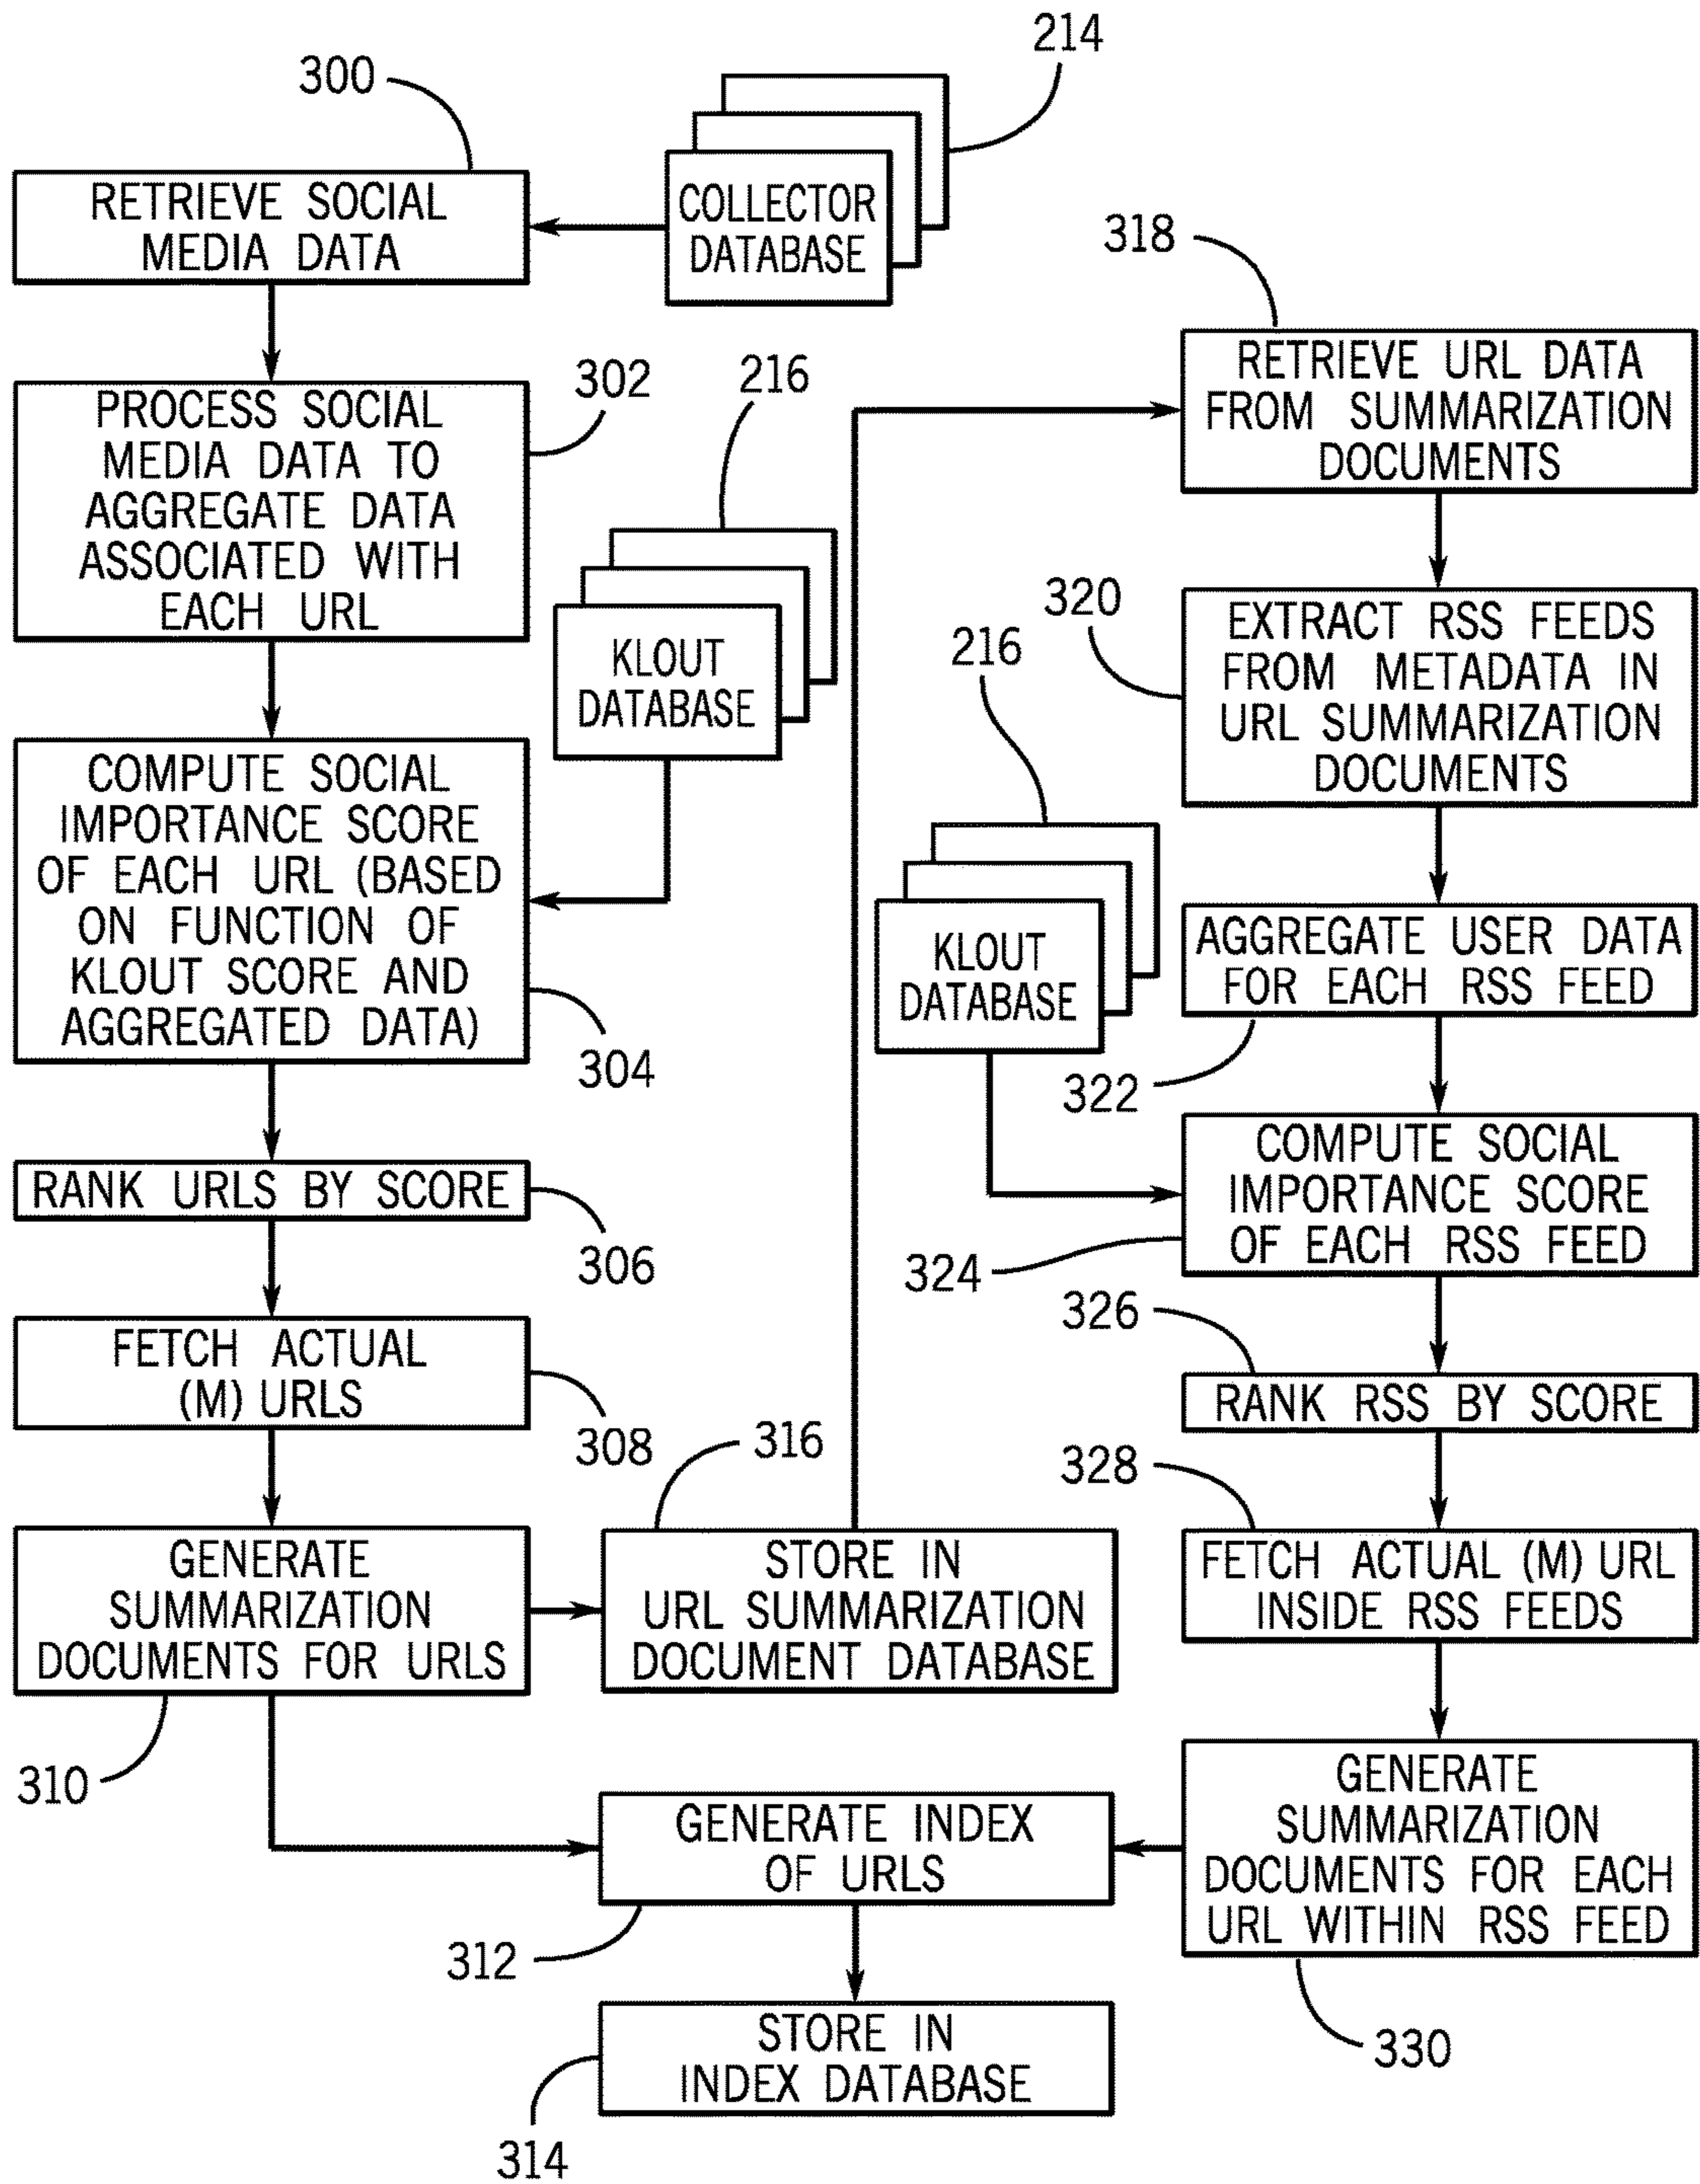 300
RETRIEVE SOCIAL
MEDIA DATA
214
COLLECTOR
DATABASE
302
PROCESS SOCIAL
MEDIA DATA TO
AGGREGATE DATA
ASSOCIATED WITH
EACH URL
216
KLOUT
DATABASE
COMPUTE SOCIAL
IMPORTANCE SCORE
OF EACH URL (BASED
ON FUNCTION OF
KLOUT SCORE AND
AGGREGATED DATA)
304
RANK URLS BY SCORE
306
FETCH ACTUAL
(M) URLS
308
GENERATE
SUMMARIZATION
DOCUMENTS FOR URLS
310
316
STORE IN
URL SUMMARIZATION
DOCUMENT DATABASE
318
RETRIEVE URL DATA
FROM SUMMARIZATION
DOCUMENTS
320
EXTRACT RSS FEEDS
FROM METADATA IN
URL SUMMARIZATION
DOCUMENTS
216
KLOUT
DATABASE
AGGREGATE USER DATA
FOR EACH RSS FEED
322
COMPUTE SOCIAL
IMPORTANCE SCORE
OF EACH RSS FEED
324
326
RANK RSS BY SCORE
328
FETCH ACTUAL (M) URL
INSIDE RSS FEEDS
GENERATE
SUMMARIZATION
DOCUMENTS FOR EACH
URL WITHIN RSS FEED
330
GENERATE INDEX
OF URLS
312
STORE IN
INDEX DATABASE
314